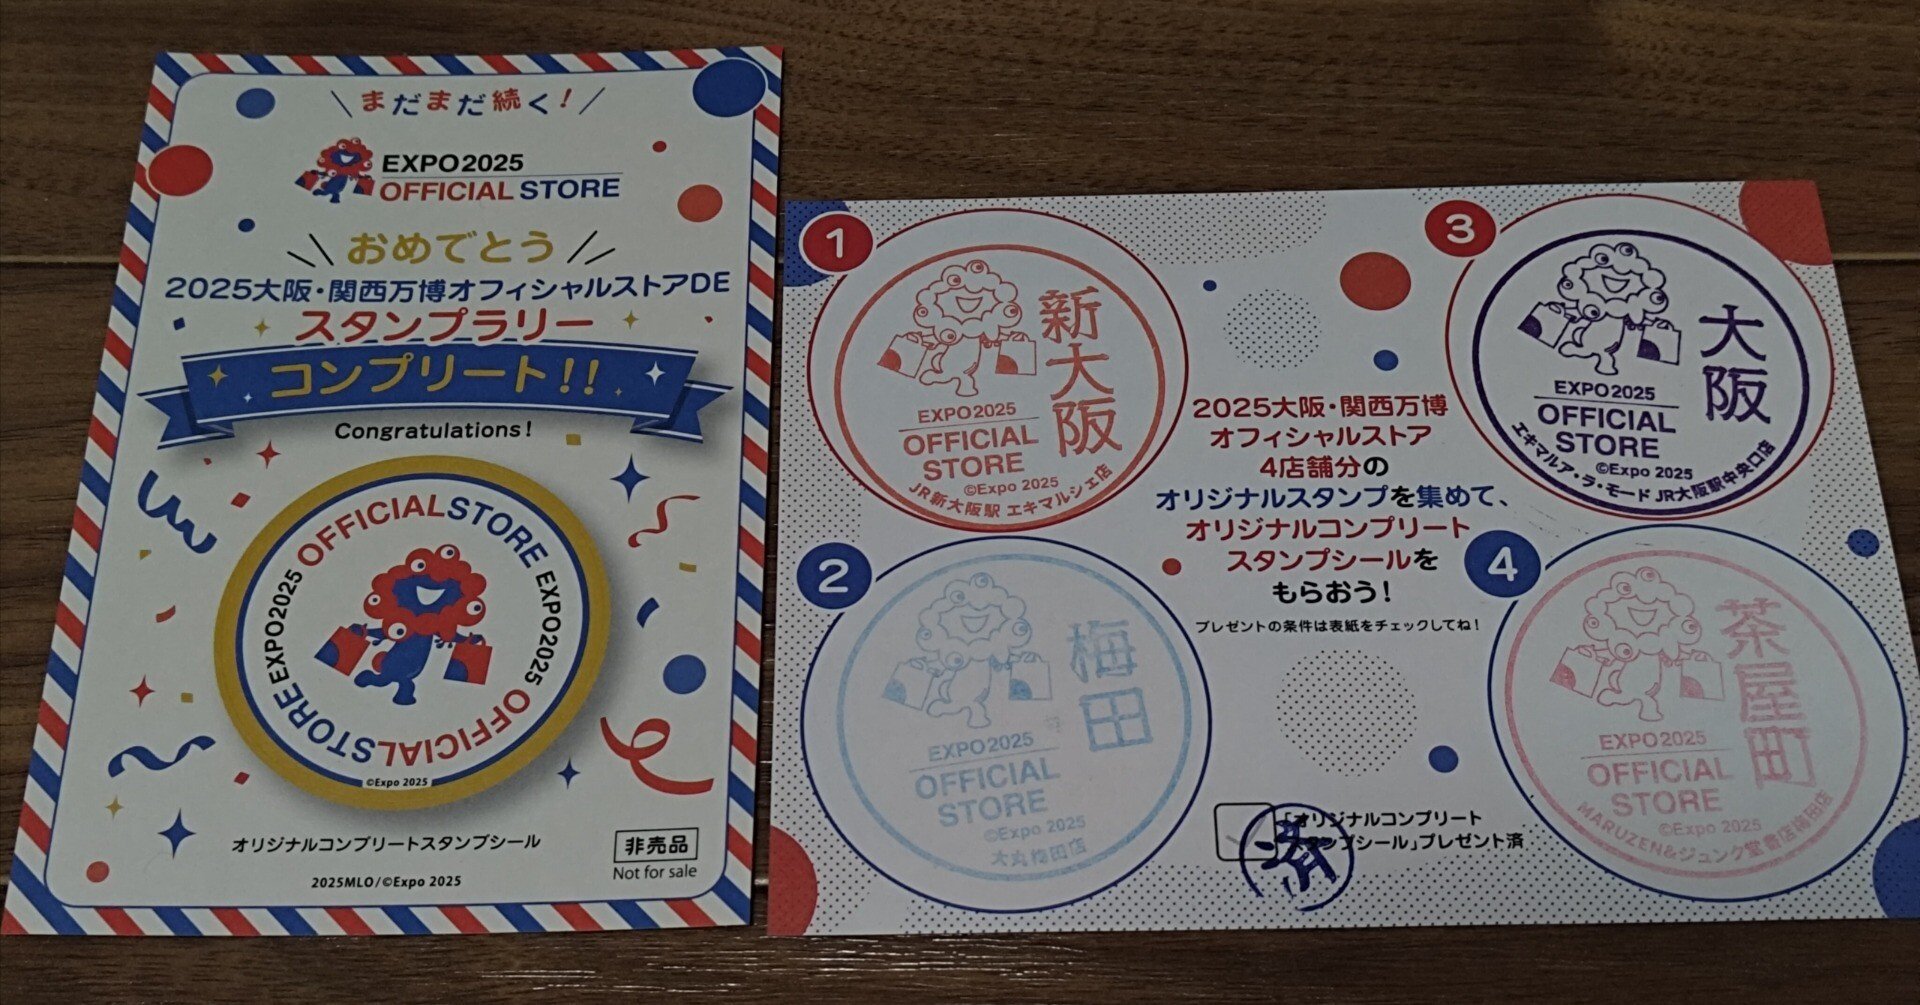 まだまだ続く!
EXPO2025
OFFICIAL STORE
おめでとう
2025大阪・関西万博オフィシャルストアDE
スタンプラリー
コンプリート!!
Congratulations!
EXPO2025 OFFICIALSTORE
EXPO2025 OFFICIALSTORE
©Expo 2025
オリジナルコンプリートスタンプシール
非売品
Not for sale
2025MLO/©Expo 2025
1
新大阪
EXPO2025
OFFICIAL
STORE
©Expo 2025
JR新大阪駅 エキマルシェ店
2
梅田
EXPO2025
OFFICIAL
STORE
©Expo 2025
大丸梅田店
2025大阪・関西万博
オフィシャルストア
4店舗分の
オリジナルスタンプを集めて、
オリジナルコンプリート
スタンプシールを
もらおう!
プレゼントの条件は表紙をチェックしてね!
済
「オリジナルコンプリート
タンプシール」プレゼント済
3
大阪
EXPO2025
OFFICIAL
STORE
©Expo 2025
エキマルア・ラ・モード JR大阪駅中央口店
4
茶屋町
EXPO2025
OFFICIAL
STORE
©Expo 2025
MARUZEN&ジュンク堂書店梅田店